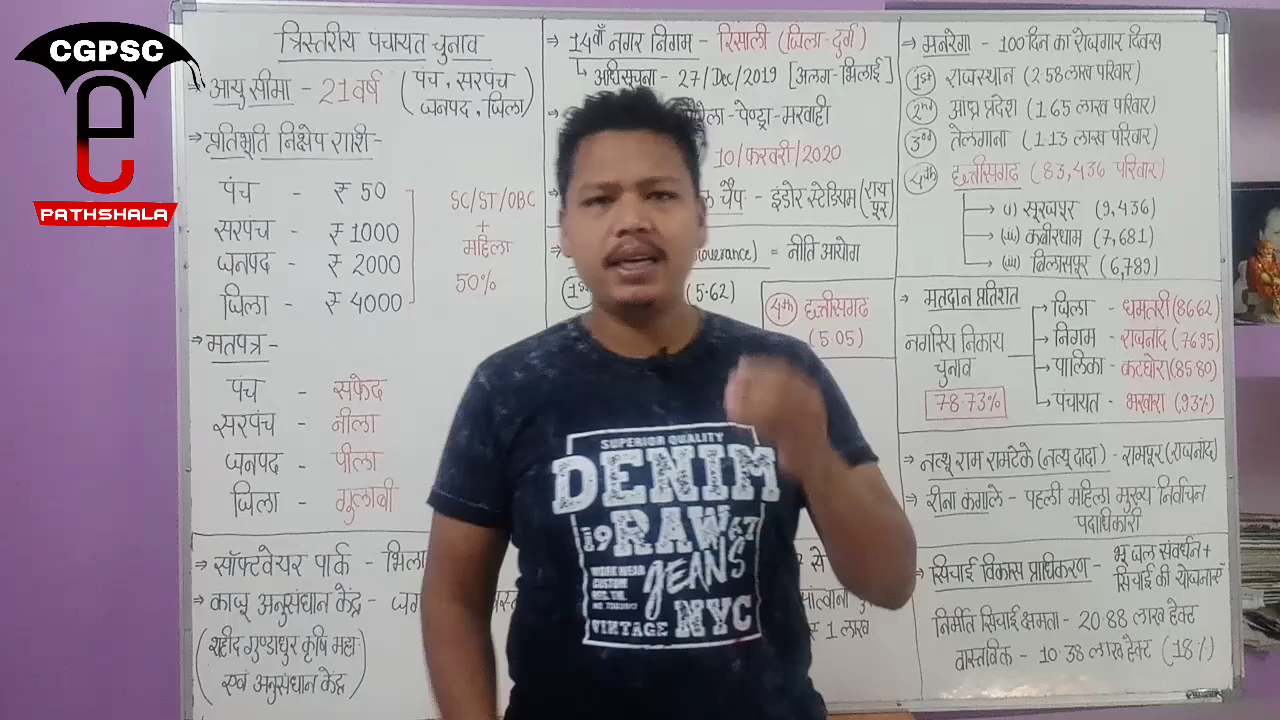 CGPSC
e
PATHSHALA
त्रिस्तरीय पंचायत चुनाव
→ आयु सीमा - 21 वर्ष (पंच, सरपंच
जनपद, जिला)
→ प्रतिभूति निक्षेप राशि -
पंच - ₹ 50
सरपंच - ₹ 1000
जनपद - ₹ 2000
जिला - ₹ 4000
SC/ST/OBC
+
महिला
50%
→ मतपत्र -
पंच - सफेद
सरपंच - नीला
जनपद - पीला
जिला - गुलाबी
→ सॉफ्टवेयर पार्क - भिला
→ काजू अनुसंधान केंद्र -
(शहीद गुण्डाधुर कृषि महा.
एवं अनुसंधान केंद्र)
→ 14वाँ नगर निगम - रिसाली (जिला-दुर्ग)
अधिसूचना - 27/Dec/2019 [अलग-भिलाई]
ला-पेण्ड्रा-मरवाही
10/फरवरी/2020
चैंप - इंडोर स्टेडियम (राय
पुर)
overance) = नीति आयोग
1st (5.62)
4th छत्तीसगढ़
(5.05)
से
₹ 1 लाख
→ मनरेगा - 100 दिन का रोजगार दिवस
1st राजस्थान (2.58 लाख परिवार)
2nd आंध्र प्रदेश (1.65 लाख परिवार)
3rd तेलंगाना (1.13 लाख परिवार)
4th छत्तीसगढ़ (83,436 परिवार)
(i) सूरजपुर (9,436)
(ii) कबीरधाम (7,681)
(iii) बिलासपुर (6,789)
→ मतदान प्रतिशत
नगरीय निकाय
चुनाव
78.73%
जिला - धमतरी (86.62)
निगम - राजनांद (76.95)
पालिका - कटघोरा (85.80)
पंचायत - भखारा (93%)
→ नत्थू राम रामटेके (नत्थू दादा) - रामपुर (राजनांद)
→ रीना कंगाले - पहली महिला मुख्य निर्वाचन
पदाधिकारी
→ सिंचाई विकास प्राधिकरण - भू जल संवर्धन +
सिंचाई की योजनाएँ
निर्मित सिंचाई क्षमता - 20.88 लाख हेक्टे
वास्तविक - 10.38 लाख हेक्टे (18%)
SUPERIOR QUALITY
DENIM
19 RAW 67
WORK WEAR
CUSTOM
JEANS
VINTAGE NYC